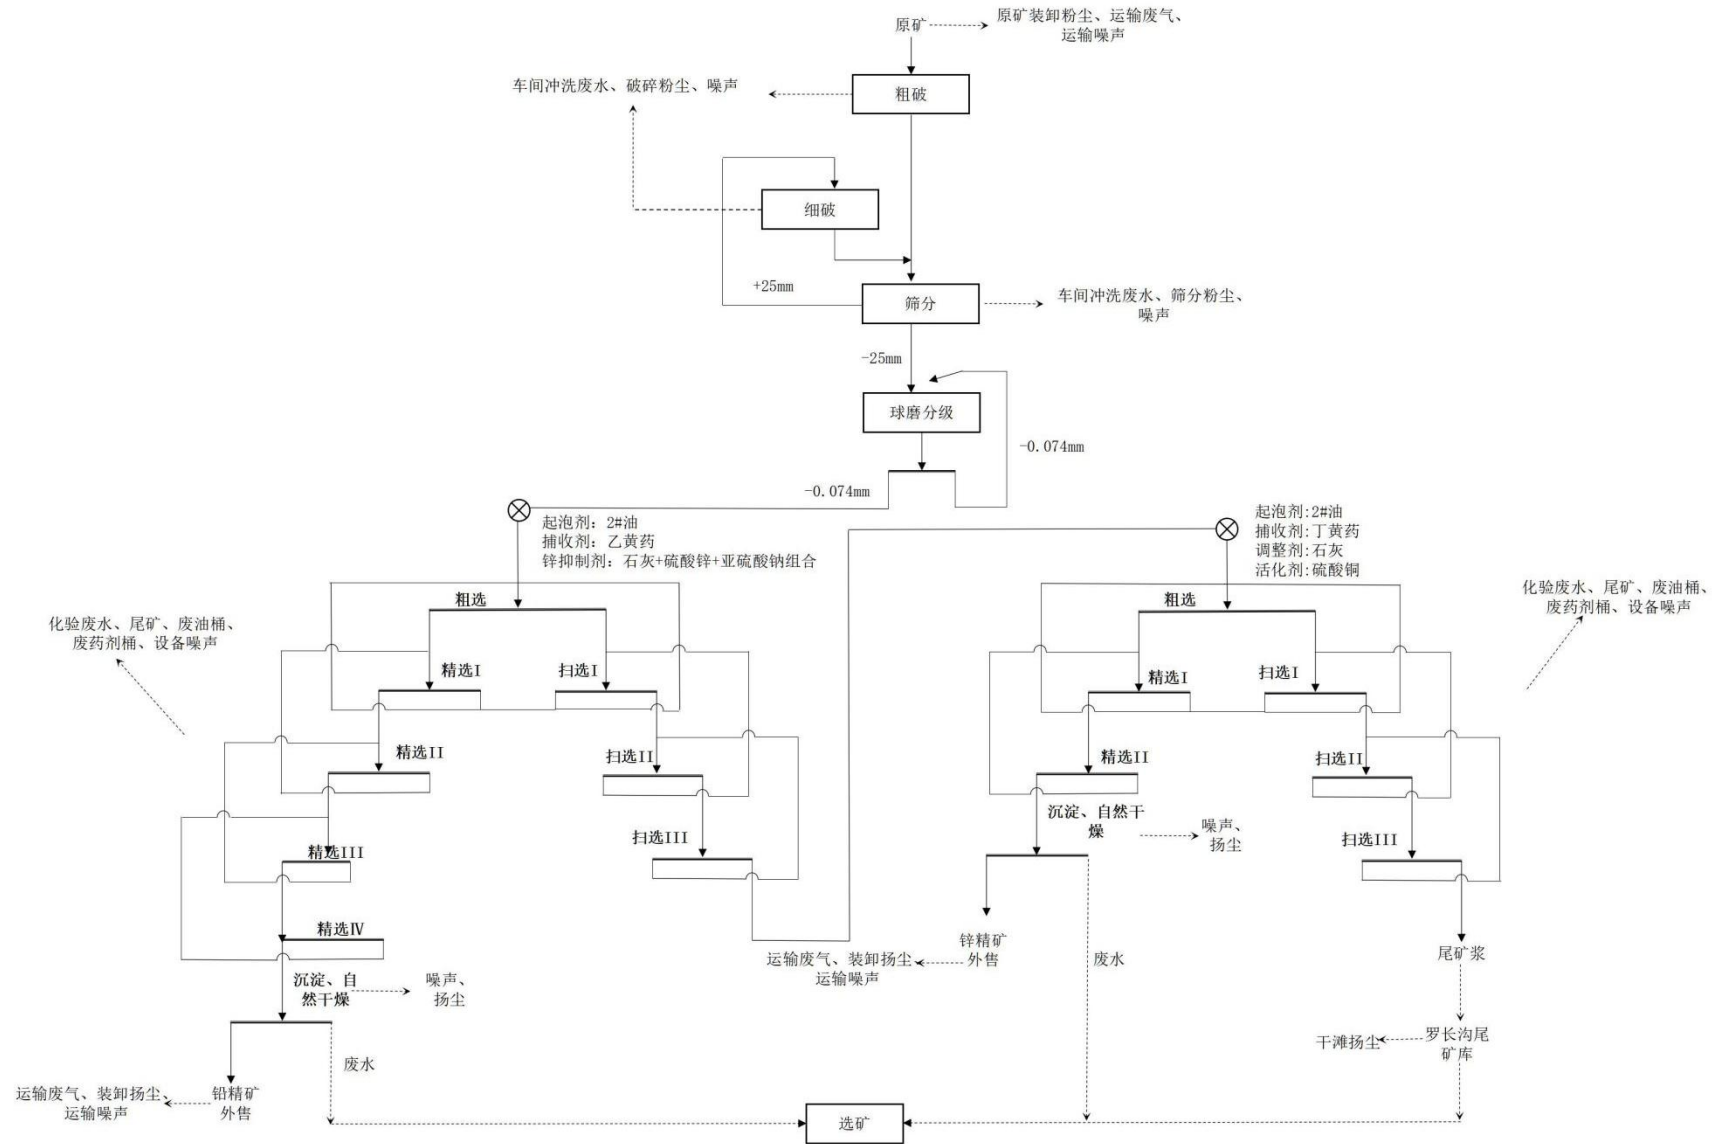 原矿
原矿装卸粉尘、运输废气、
运输噪声
车间冲洗废水、破碎粉尘、噪声
粗破
细破
+25mm
筛分
车间冲洗废水、筛分粉尘、
噪声
-25mm
球磨分级
-0.074mm
-0.074mm
起泡剂：2#油
捕收剂：乙黄药
锌抑制剂：石灰+硫酸锌+亚硫酸钠组合
起泡剂:2#油
捕收剂:丁黄药
调整剂:石灰
活化剂:硫酸铜
化验废水、尾矿、废油桶、
废药剂桶、设备噪声
粗选
精选I
扫选I
精选II
扫选II
精选III
扫选III
精选Ⅳ
沉淀、自
然干燥
噪声、
扬尘
废水
运输废气、装卸扬尘、
运输噪声
铅精矿
外售
粗选
化验废水、尾矿、废油桶、
废药剂桶、设备噪声
精选I
扫选I
精选II
扫选II
沉淀、自然干
燥
噪声、
扬尘
扫选III
运输废气、装卸扬尘、
运输噪声
锌精矿
外售
废水
尾矿浆
干滩扬尘
罗长沟尾
矿库
选矿